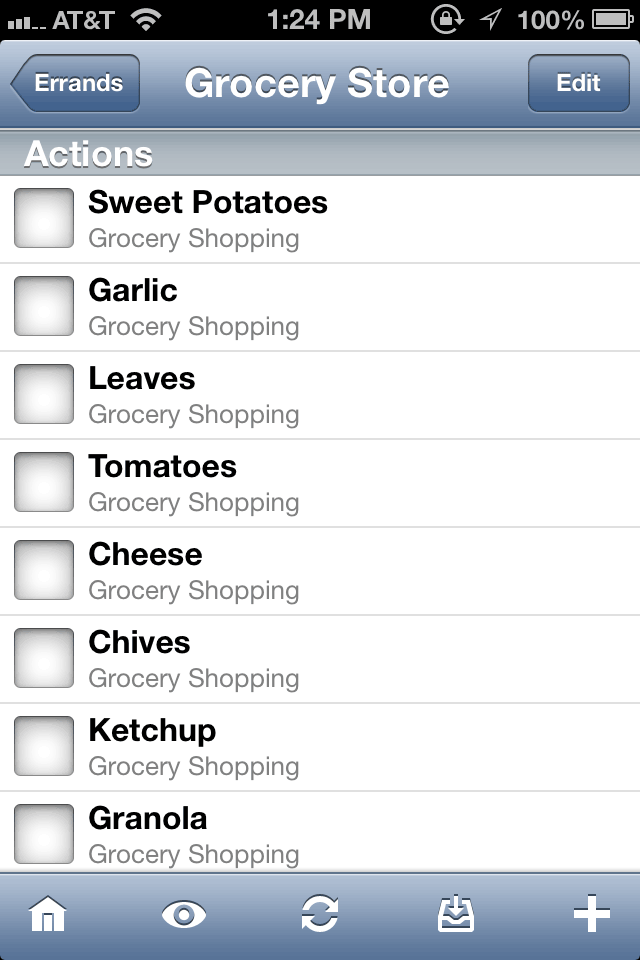 AT&T 1:24 PM 100%
Errands Grocery Store Edit
Actions
Sweet Potatoes
Grocery Shopping
Garlic
Grocery Shopping
Leaves
Grocery Shopping
Tomatoes
Grocery Shopping
Cheese
Grocery Shopping
Chives
Grocery Shopping
Ketchup
Grocery Shopping
Granola
Grocery Shopping